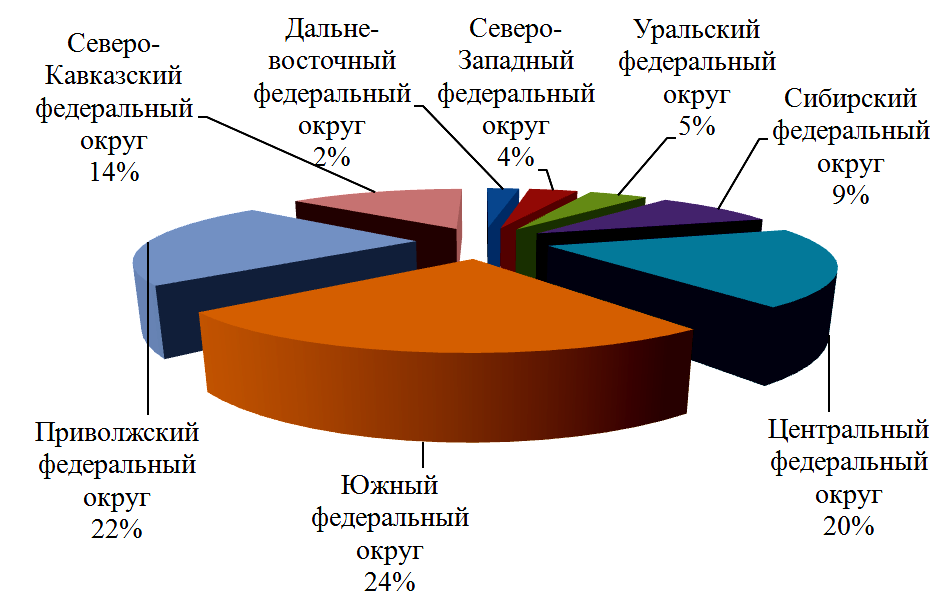 Северо-
Кавказский
федеральный
округ
14%
Дальне-
восточный
федеральный
округ
2%
Северо-
Западный
федеральный
округ
4%
Уральский
федеральный
округ
5%
Сибирский
федеральный
округ
9%
Приволжский
федеральный
округ
22%
Южный
федеральный
округ
24%
Центральный
федеральный
округ
20%